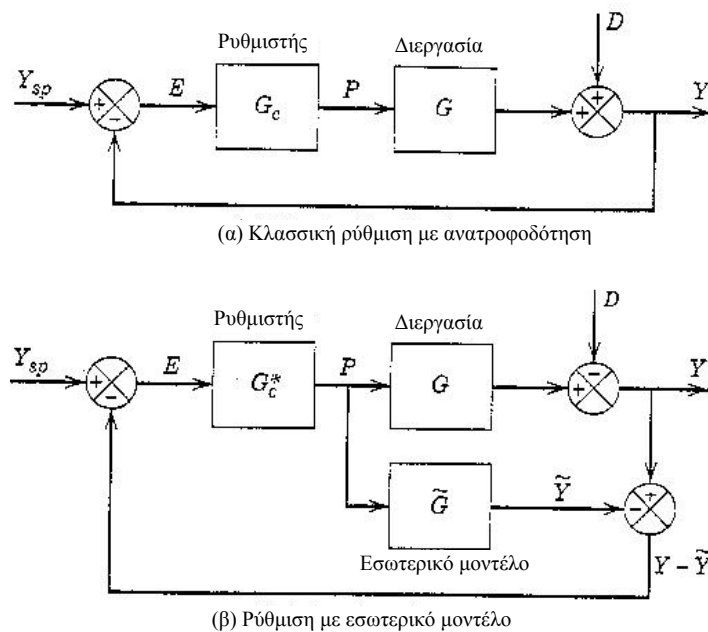 D
Ρυθμιστής Διεργασία
Y_sp + − E G_c P G + + Y
(α) Κλασσική ρύθμιση με ανατροφοδότηση
D
Ρυθμιστής Διεργασία
Y_sp + − E G_c^* P G + − Y
G̃ Ỹ − +
Εσωτερικό μοντέλο Y − Ỹ
(β) Ρύθμιση με εσωτερικό μοντέλο